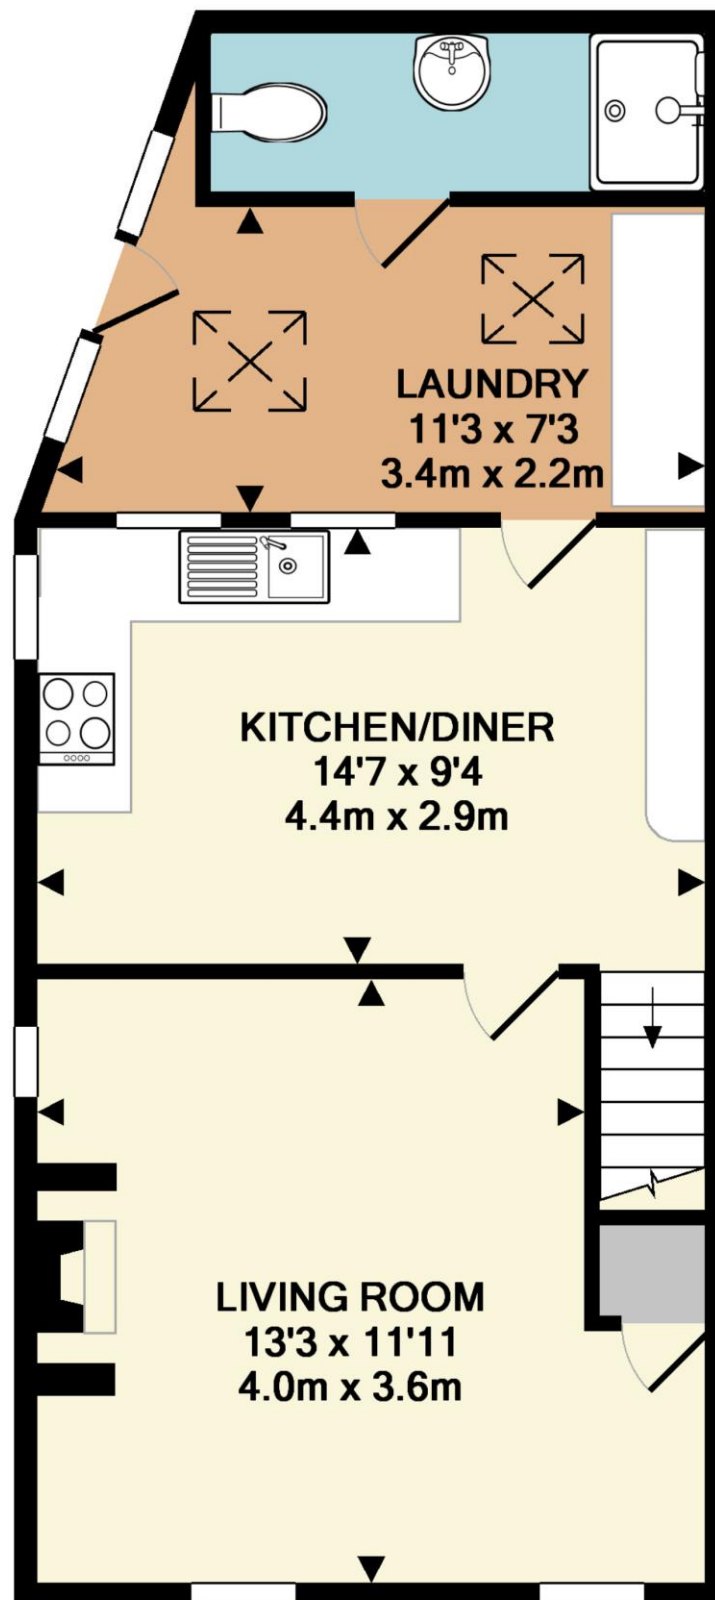 LAUNDRY
11'3 x 7'3
3.4m x 2.2m
KITCHEN/DINER
14'7 x 9'4
4.4m x 2.9m
LIVING ROOM
13'3 x 11'11
4.0m x 3.6m